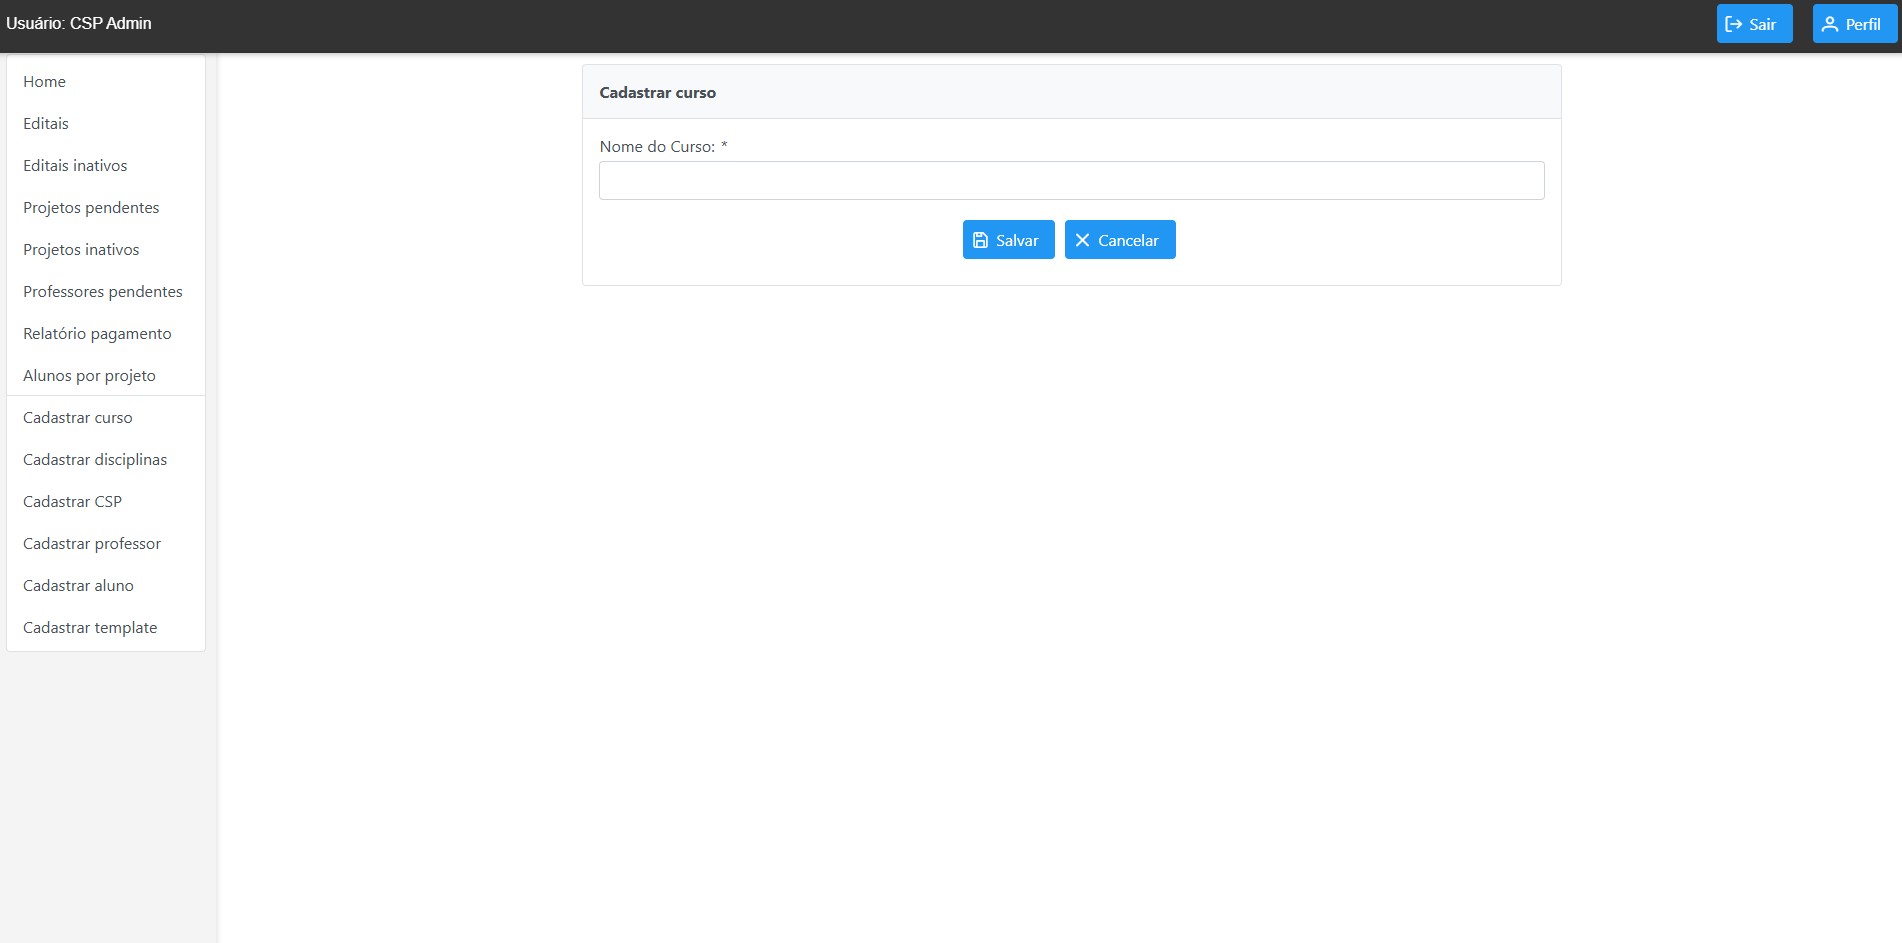 Usuário: CSP Admin
Sair
Perfil
Home
Editais
Editais inativos
Projetos pendentes
Projetos inativos
Professores pendentes
Relatório pagamento
Alunos por projeto
Cadastrar curso
Cadastrar disciplinas
Cadastrar CSP
Cadastrar professor
Cadastrar aluno
Cadastrar template
Cadastrar curso
Nome do Curso: *
Salvar
Cancelar